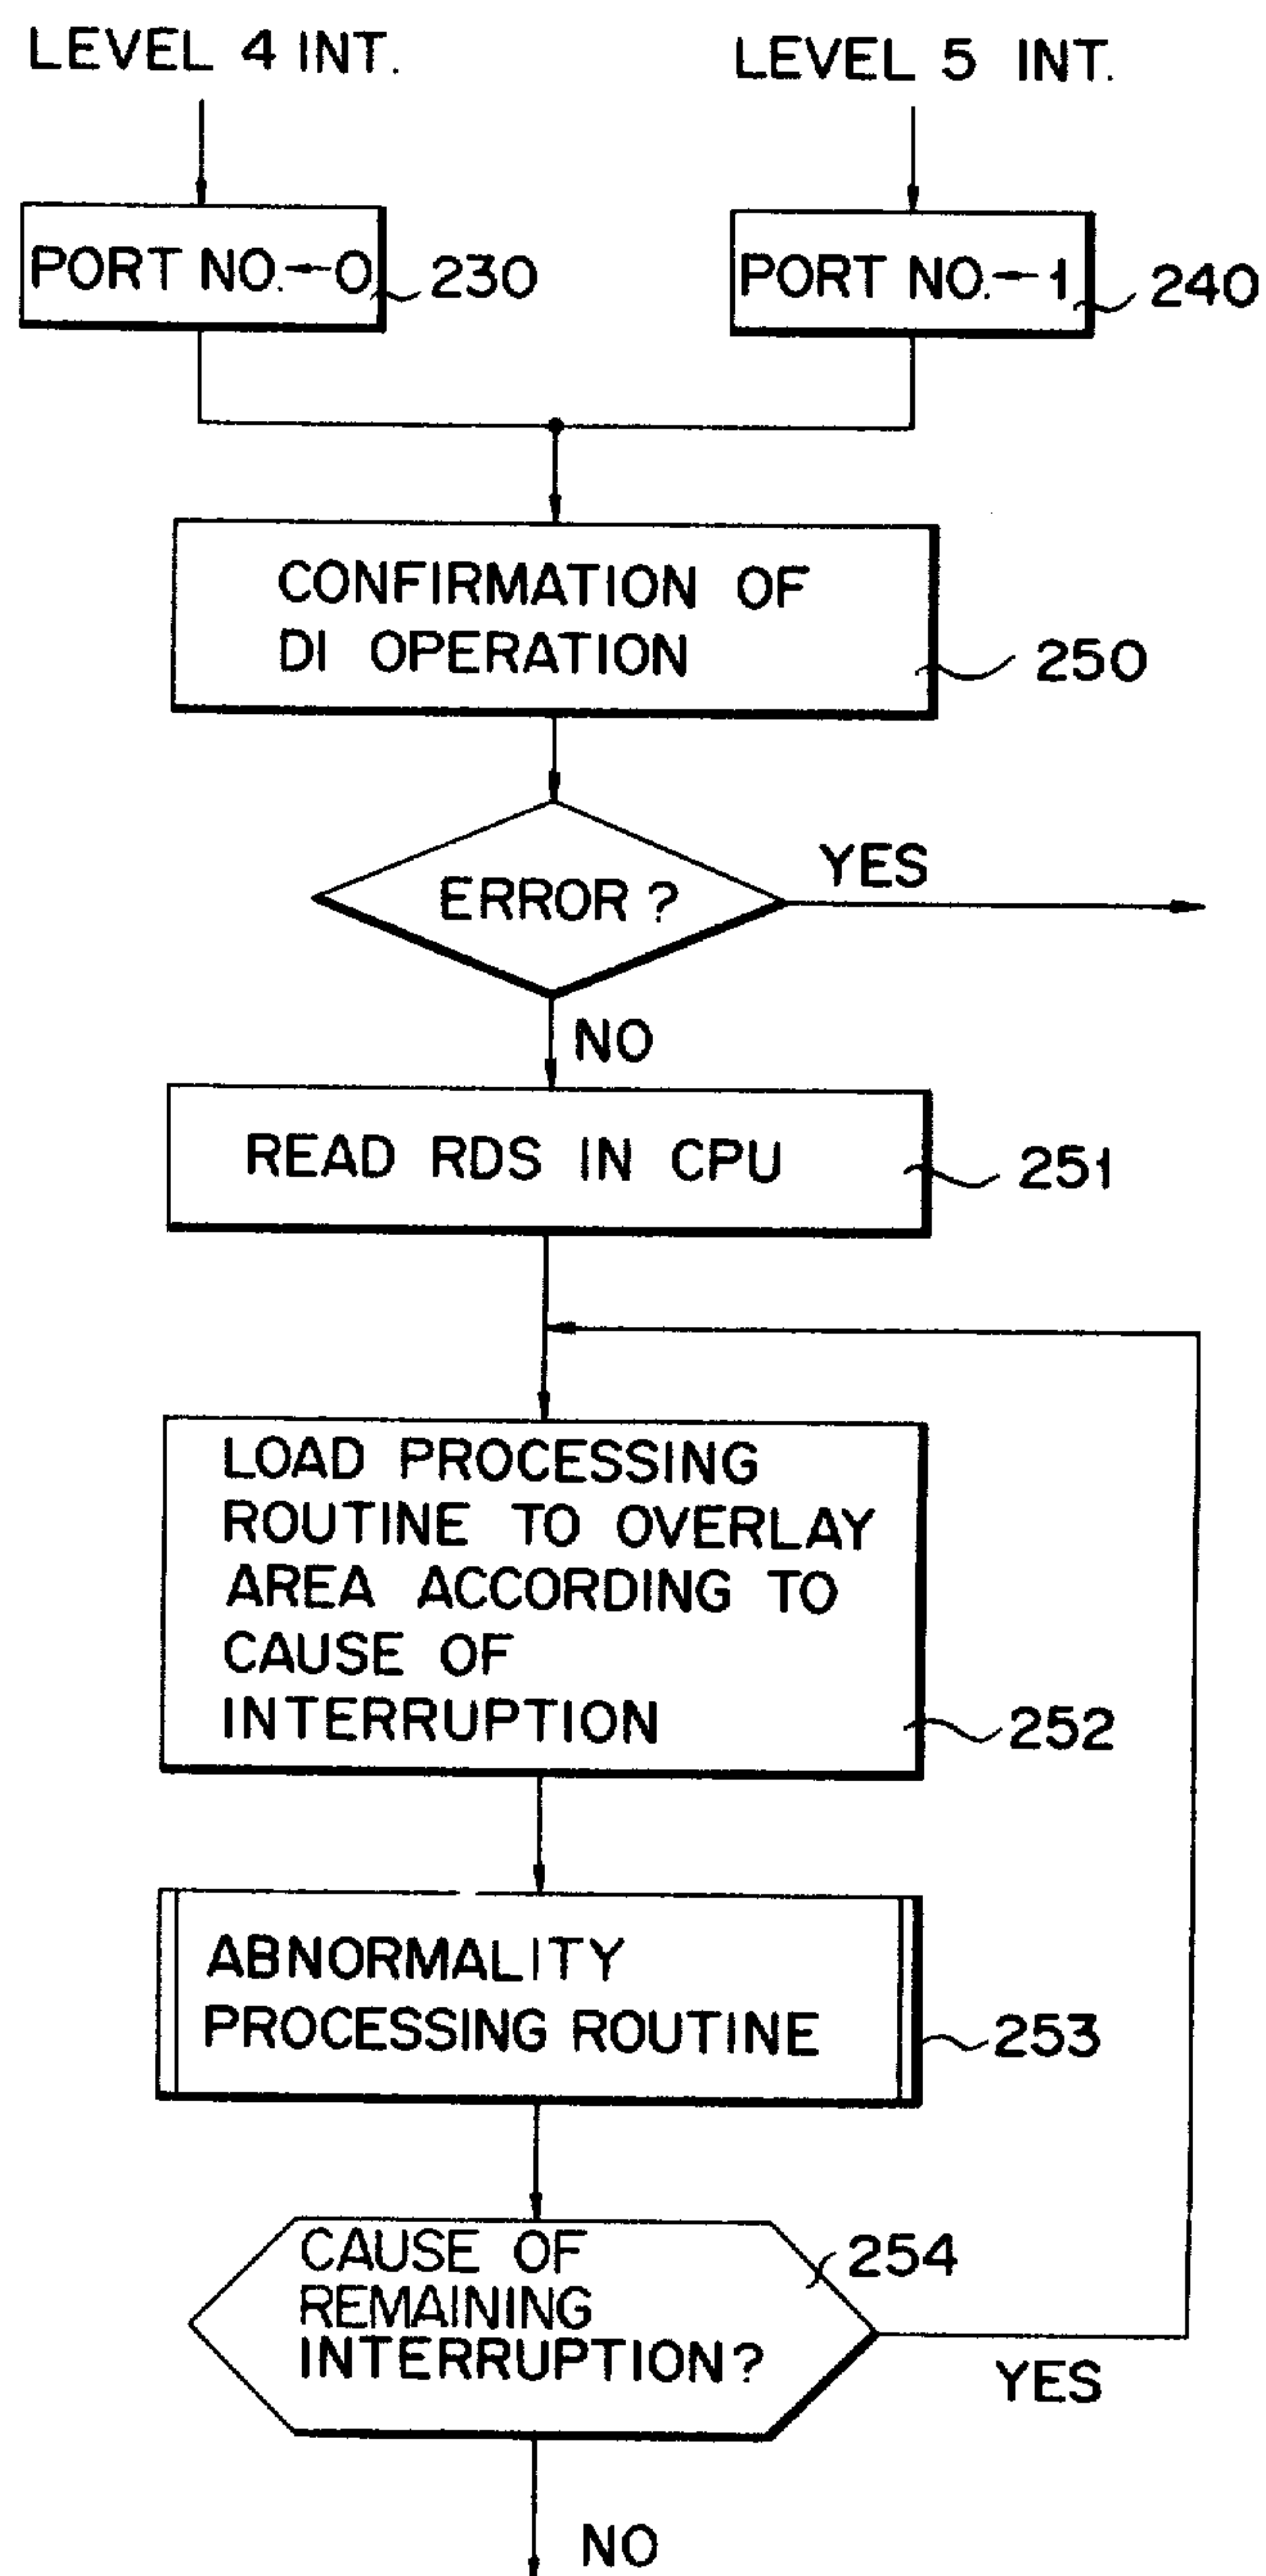 LEVEL 4 INT.
LEVEL 5 INT.
PORT NO.←0
230
PORT NO.←1
240
CONFIRMATION OF
DI OPERATION
250
ERROR?
YES
NO
READ RDS IN CPU
251
LOAD PROCESSING
ROUTINE TO OVERLAY
AREA ACCORDING TO
CAUSE OF
INTERRUPTION
252
ABNORMALITY
PROCESSING ROUTINE
253
CAUSE OF
REMAINING
INTERRUPTION?
254
YES
NO